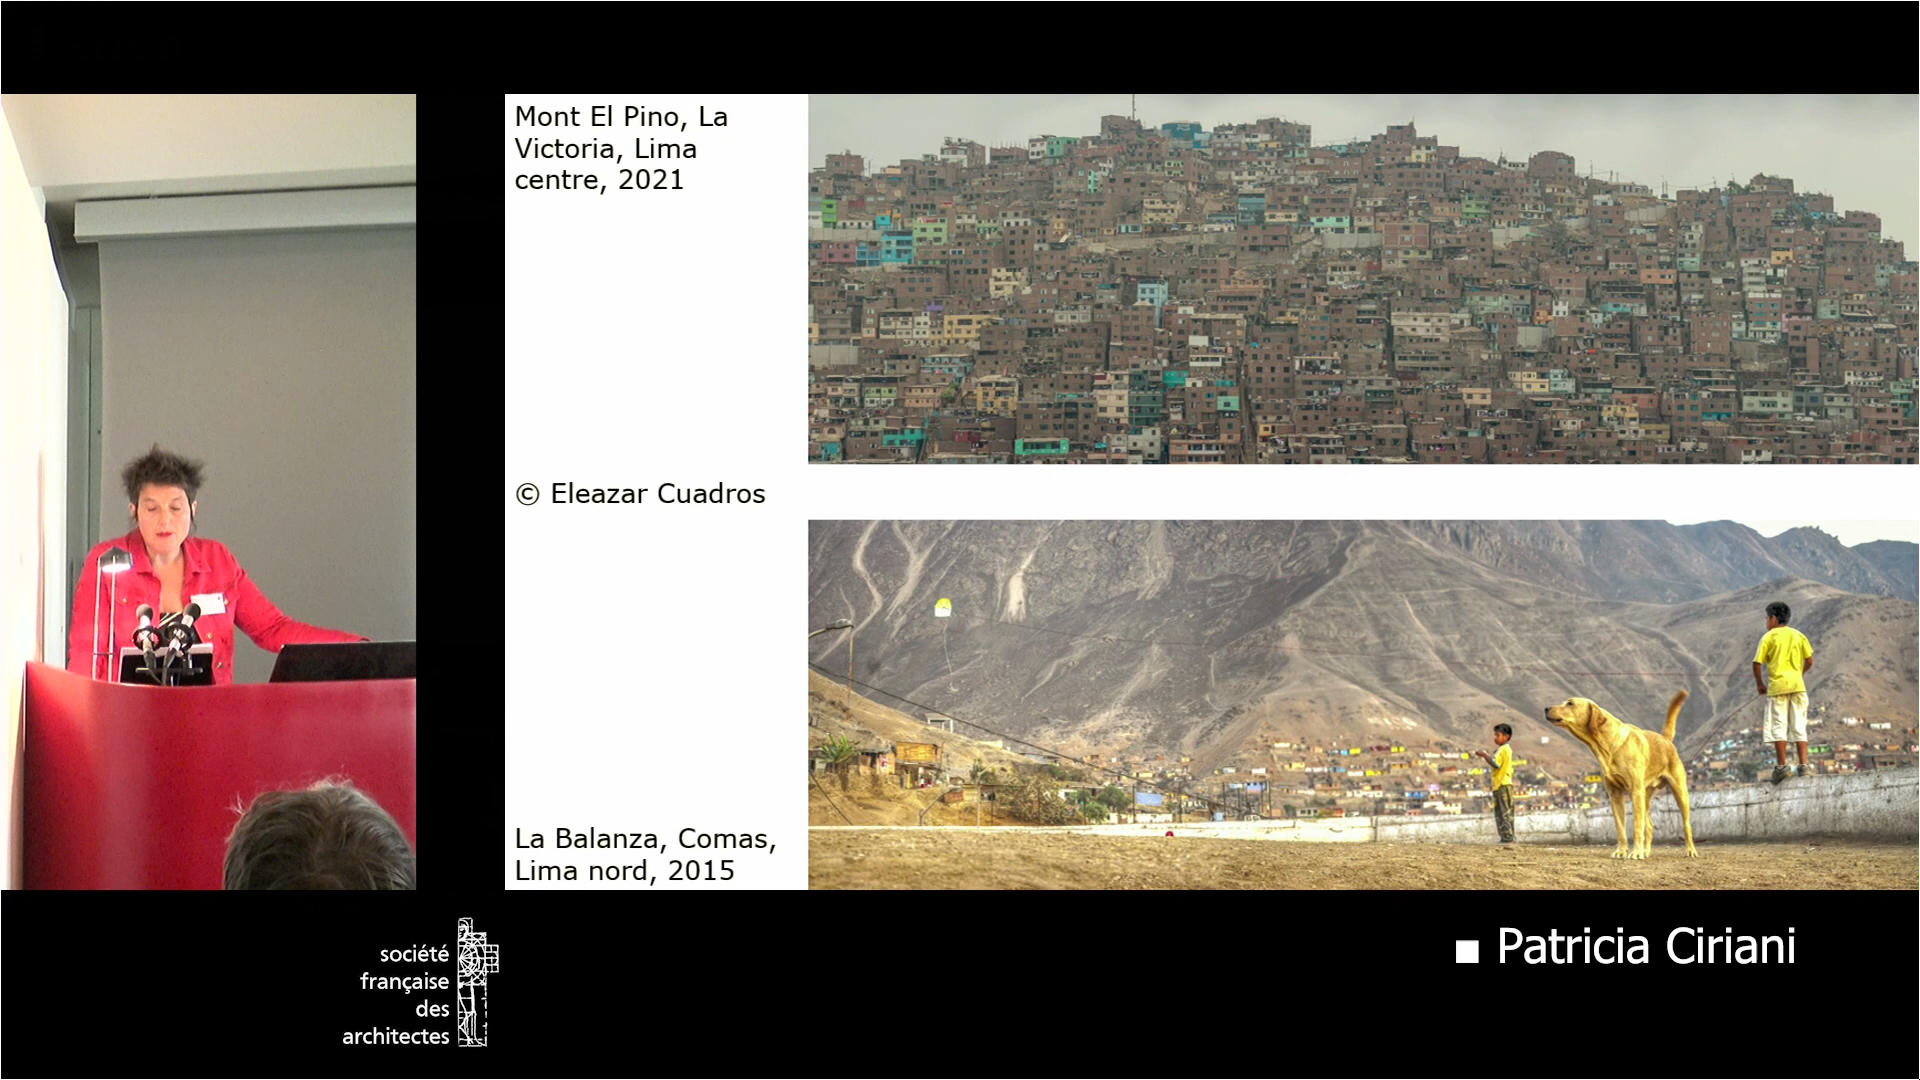 Mont El Pino, La
Victoria, Lima
centre, 2021
© Eleazar Cuadros
La Balanza, Comas,
Lima nord, 2015
société
française
des
architectes
Patricia Ciriani